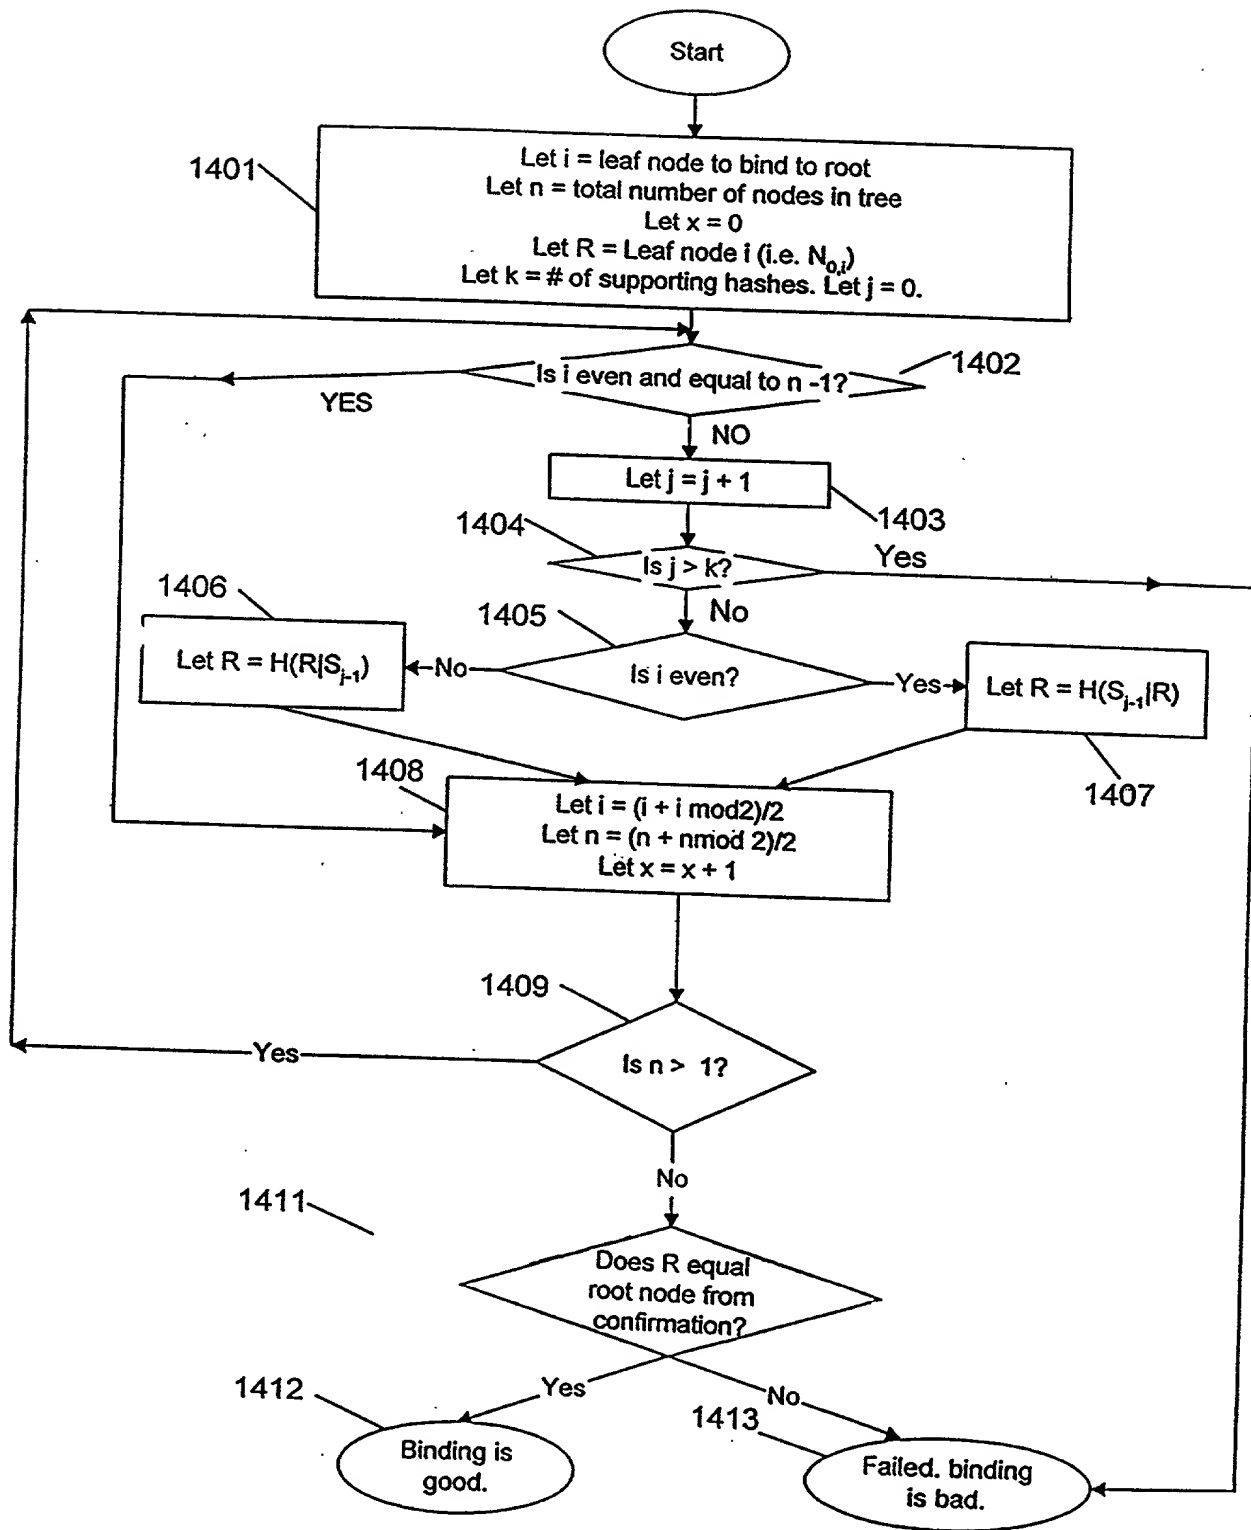 Start
1401
Let i = leaf node to bind to root
Let n = total number of nodes in tree
Let x = 0
Let R = Leaf node i (i.e. N0,i)
Let k = # of supporting hashes. Let j = 0.
1402
Is i even and equal to n -1?
YES
NO
Let j = j + 1
1403
1404
Is j > k?
Yes
No
1405
1406
Let R = H(R|Sj-1)
No
Is i even?
Yes
Let R = H(Sj-1|R)
1407
1408
Let i = (i + i mod2)/2
Let n = (n + nmod 2)/2
Let x = x + 1
1409
Is n > 1?
Yes
No
1411
Does R equal
root node from
confirmation?
Yes
No
1412
Binding is
good.
1413
Failed. binding
is bad.